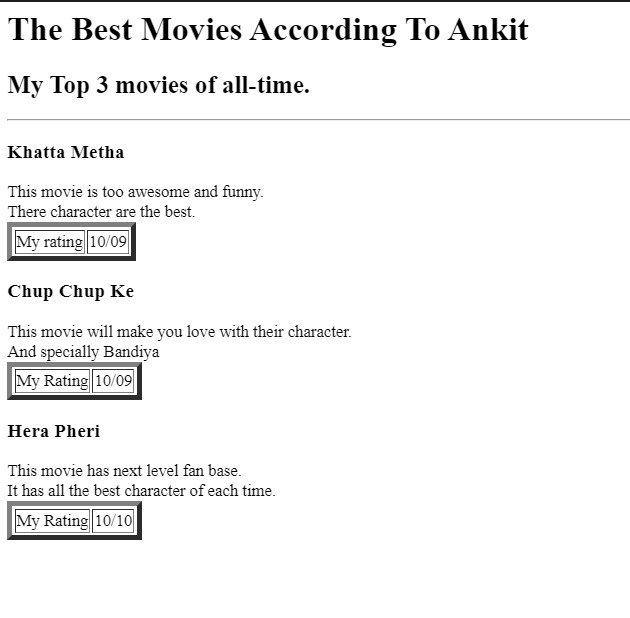 The Best Movies According To Ankit
My Top 3 movies of all-time.
Khatta Metha
This movie is too awesome and funny.
There character are the best.
My rating 10/09
Chup Chup Ke
This movie will make you love with their character.
And specially Bandiya
My Rating 10/09
Hera Pheri
This movie has next level fan base.
It has all the best character of each time.
My Rating 10/10